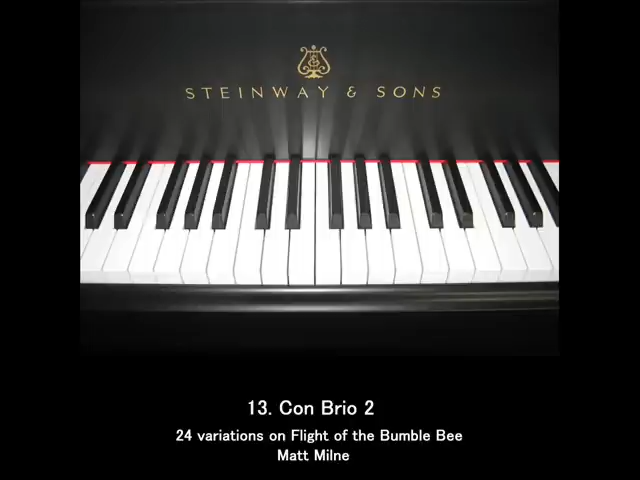 STEINWAY & SONS
13. Con Brio 2
24 variations on Flight of the Bumble Bee
Matt Milne